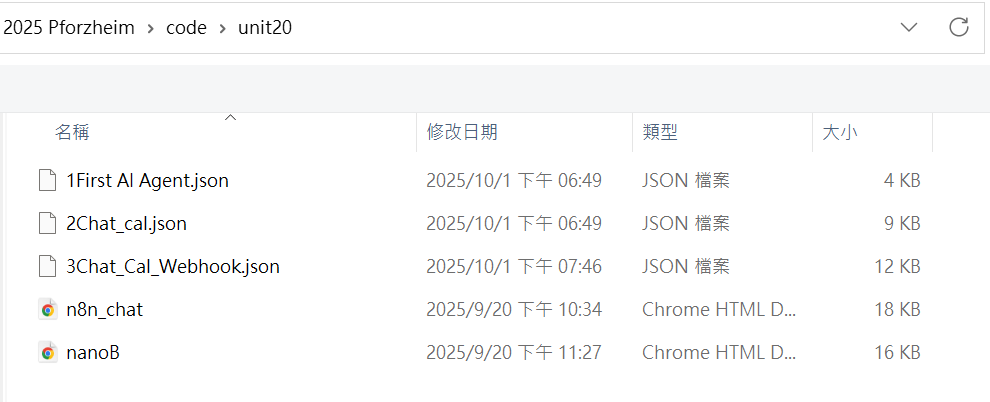 2025 Pforzheim > code > unit20
名稱 修改日期 類型 大小
1First AI Agent.json 2025/10/1 下午 06:49 JSON 檔案 4 KB
2Chat_cal.json 2025/10/1 下午 06:49 JSON 檔案 9 KB
3Chat_Cal_Webhook.json 2025/10/1 下午 07:46 JSON 檔案 12 KB
n8n_chat 2025/9/20 下午 10:34 Chrome HTML D... 18 KB
nanoB 2025/9/20 下午 11:27 Chrome HTML D... 16 KB